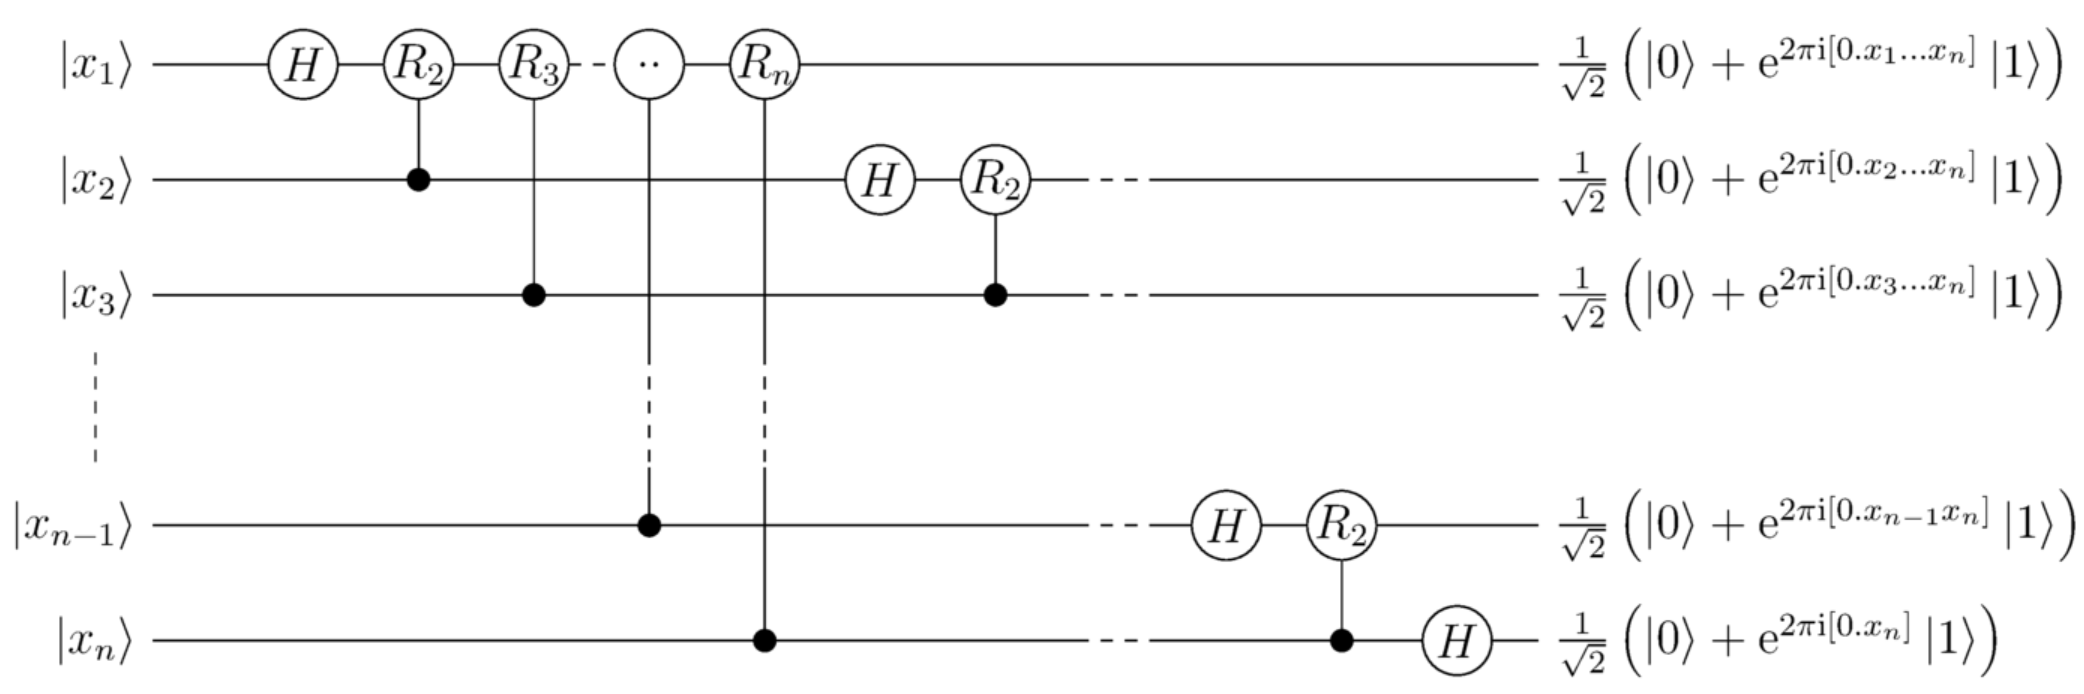 |x₁⟩ H R₂ R₃ ·· Rₙ 1/√2 (|0⟩ + e^{2πi[0.x₁...xₙ]} |1⟩)
|x₂⟩ H R₂ 1/√2 (|0⟩ + e^{2πi[0.x₂...xₙ]} |1⟩)
|x₃⟩ 1/√2 (|0⟩ + e^{2πi[0.x₃...xₙ]} |1⟩)
|xₙ₋₁⟩ H R₂ 1/√2 (|0⟩ + e^{2πi[0.xₙ₋₁xₙ]} |1⟩)
|xₙ⟩ H 1/√2 (|0⟩ + e^{2πi[0.xₙ]} |1⟩)